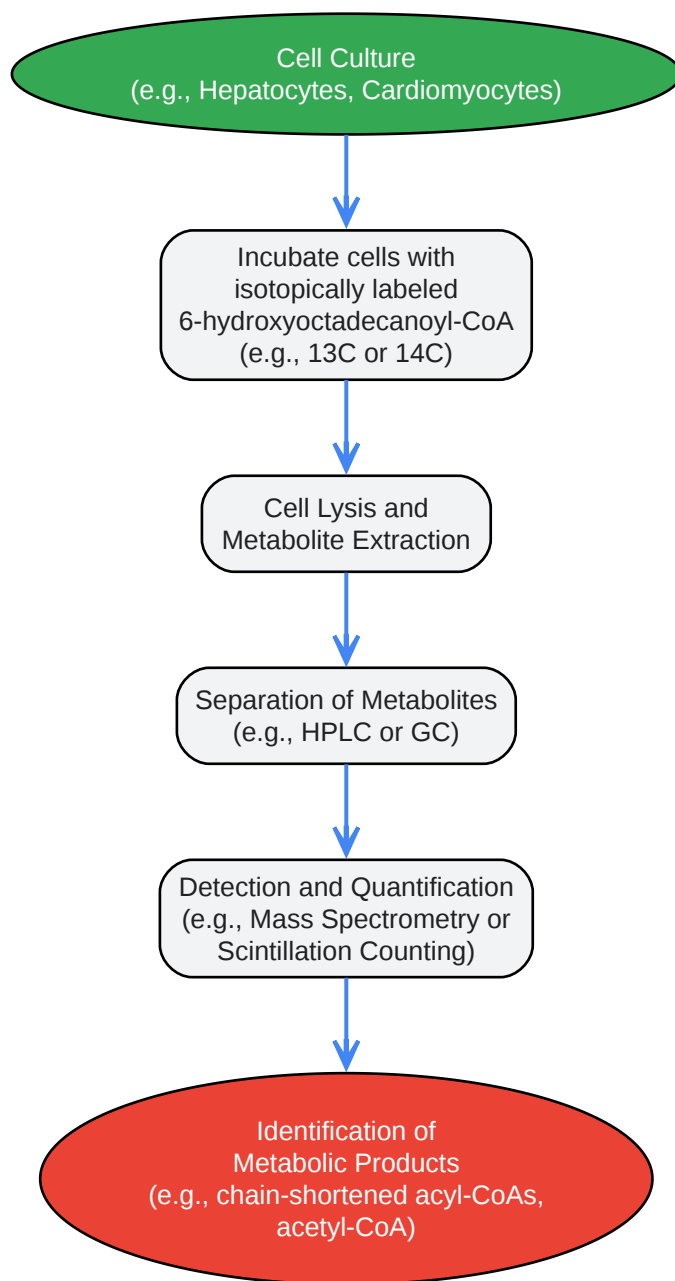 Cell Culture
(e.g., Hepatocytes, Cardiomyocytes)
Incubate cells with
isotopically labeled
6-hydroxyoctadecanoyl-CoA
(e.g., 13C or 14C)
Cell Lysis and
Metabolite Extraction
Separation of Metabolites
(e.g., HPLC or GC)
Detection and Quantification
(e.g., Mass Spectrometry or
Scintillation Counting)
Identification of
Metabolic Products
(e.g., chain-shortened acyl-CoAs,
acetyl-CoA)